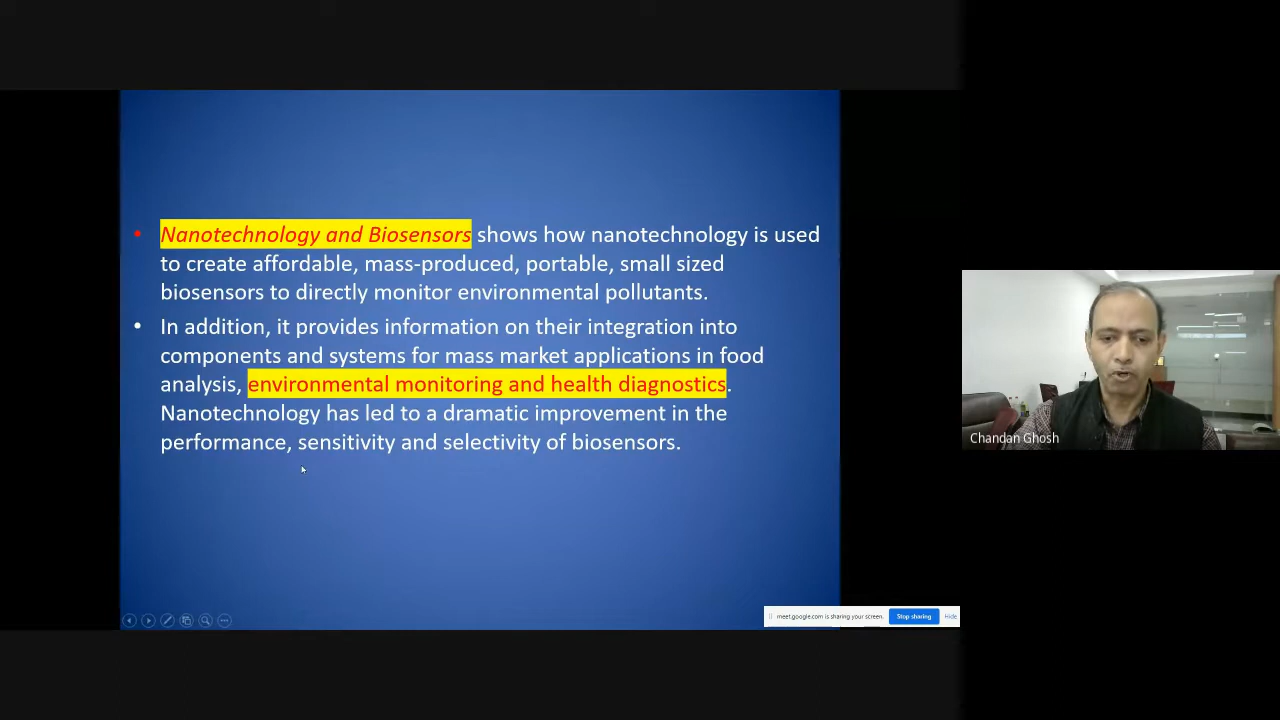 • Nanotechnology and Biosensors shows how nanotechnology is used
to create affordable, mass-produced, portable, small sized
biosensors to directly monitor environmental pollutants.
• In addition, it provides information on their integration into
components and systems for mass market applications in food
analysis, environmental monitoring and health diagnostics.
Nanotechnology has led to a dramatic improvement in the
performance, sensitivity and selectivity of biosensors.
Chandan Ghosh
meet.google.com is sharing your screen. Stop sharing Hide